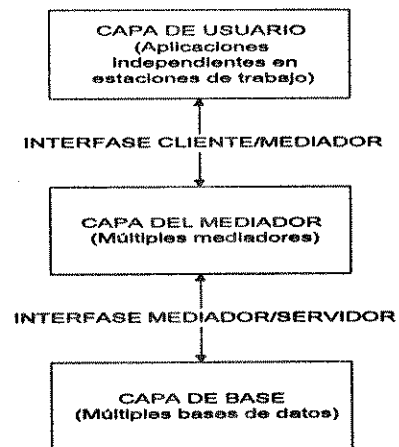 CAPA DE USUARIO
(Aplicaciones
independientes en
estaciones de trabajo)
INTERFASE CLIENTE/MEDIADOR
CAPA DEL MEDIADOR
(Múltiples mediadores)
INTERFASE MEDIADOR/SERVIDOR
CAPA DE BASE
(Múltiples bases de datos)